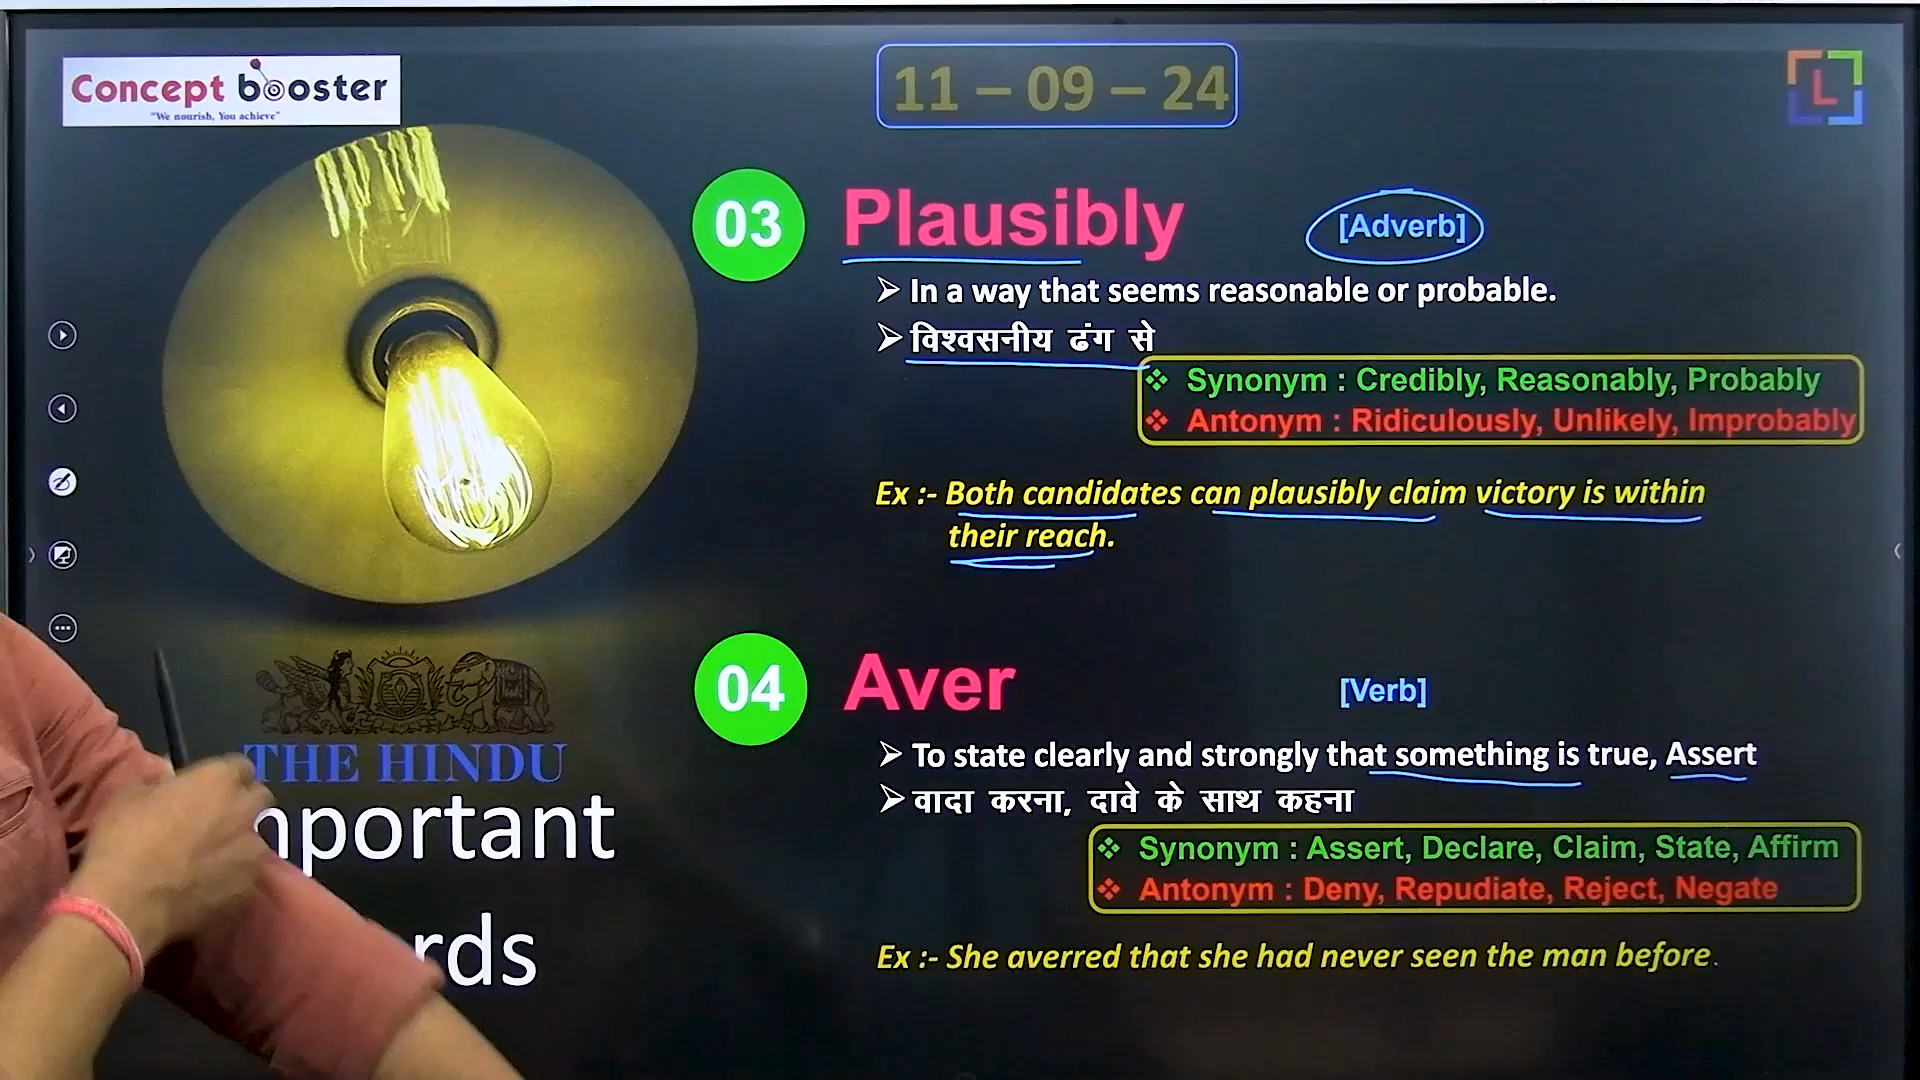 Concept booster
"We nourish, You achieve"
11 – 09 – 24
L
03
Plausibly
[Adverb]
In a way that seems reasonable or probable.
विश्वसनीय ढंग से
Synonym : Credibly, Reasonably, Probably
Antonym : Ridiculously, Unlikely, Improbably
Ex :- Both candidates can plausibly claim victory is within
their reach.
04
Aver
[Verb]
To state clearly and strongly that something is true, Assert
वादा करना, दावे के साथ कहना
Synonym : Assert, Declare, Claim, State, Affirm
Antonym : Deny, Repudiate, Reject, Negate
Ex :- She averred that she had never seen the man before.
THE HINDU